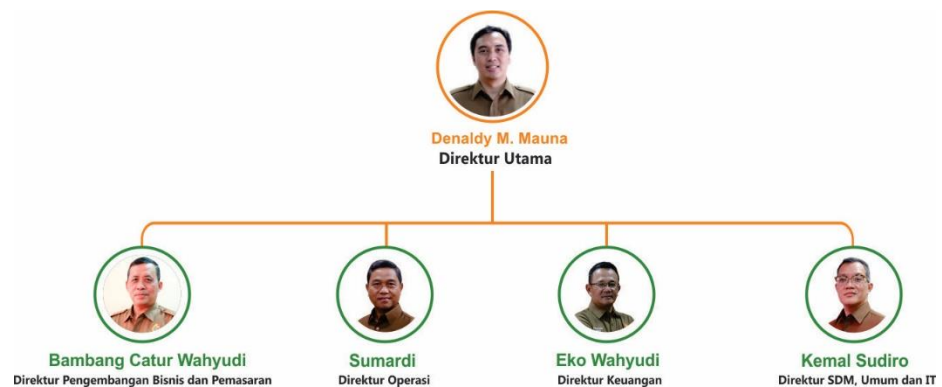 Denaldy M. Mauna
Direktur Utama
Bambang Catur Wahyudi
Direktur Pengembangan Bisnis dan Pemasaran
Sumardi
Direktur Operasi
Eko Wahyudi
Direktur Keuangan
Kemal Sudiro
Direktur SDM, Umum dan IT